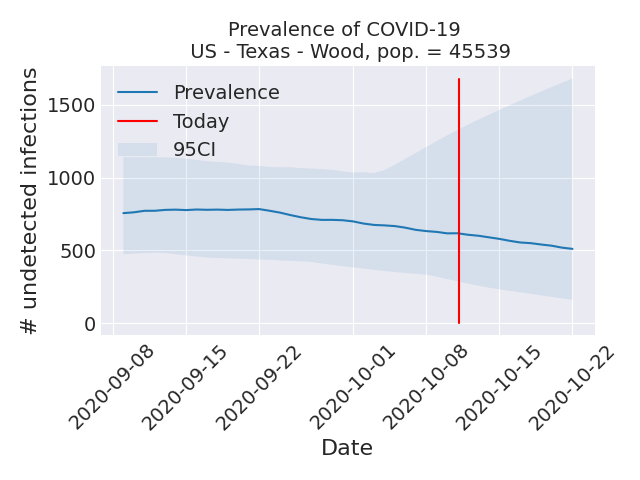 Prevalence of COVID-19
US - Texas - Wood, pop. = 45539
# undetected infections
1500
1000
500
0
Prevalence
Today
95CI
2020-09-08
2020-09-15
2020-09-22
2020-10-01
2020-10-08
2020-10-15
2020-10-22
Date